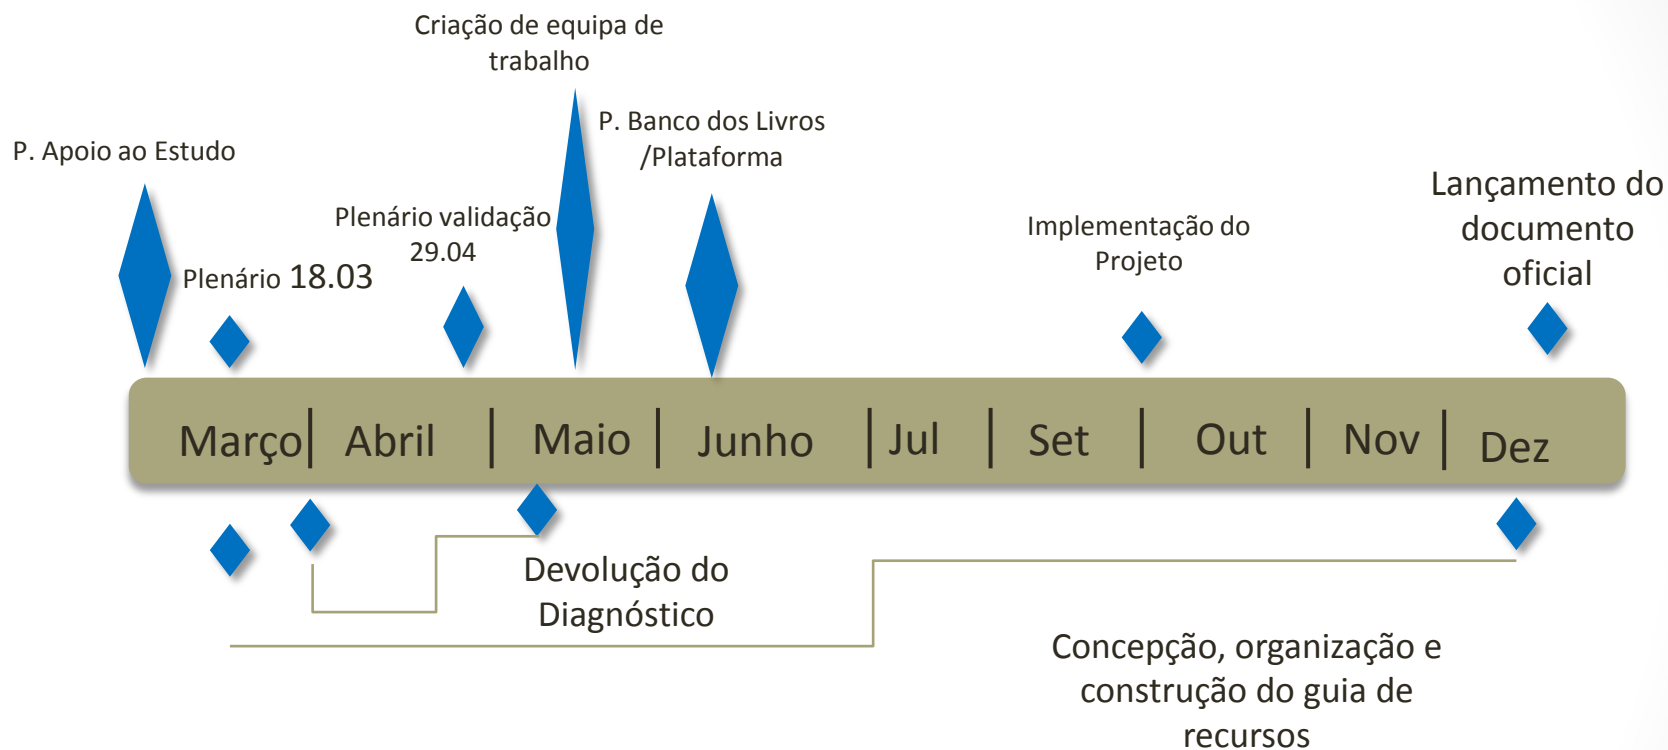 Criação de equipa de
trabalho
P. Apoio ao Estudo
P. Banco dos Livros
/Plataforma
Plenário validação
29.04
Plenário 18.03
Implementação do
Projeto
Lançamento do
documento
oficial
Março| Abril | Maio | Junho | Jul | Set | Out | Nov | Dez
Devolução do
Diagnóstico
Concepção, organização e
construção do guia de
recursos